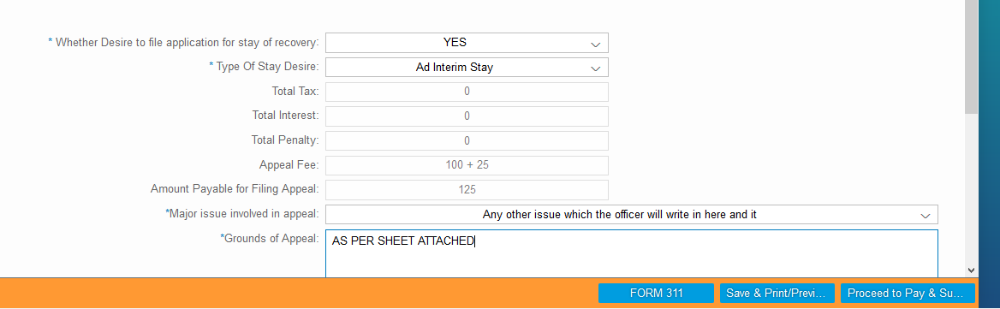 * Whether Desire to file application for stay of recovery: YES
* Type Of Stay Desire: Ad Interim Stay
Total Tax: 0
Total Interest: 0
Total Penalty: 0
Appeal Fee: 100 + 25
Amount Payable for Filing Appeal: 125
*Major issue involved in appeal: Any other issue which the officer will write in here and it
*Grounds of Appeal: AS PER SHEET ATTACHED
FORM 311 Save & Print/Previ... Proceed to Pay & Su...